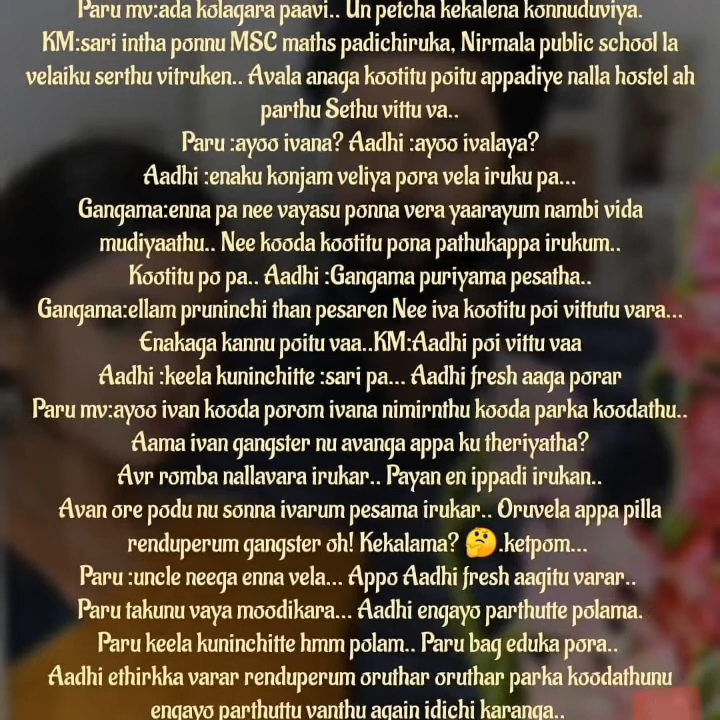 Paru mv:ada kolagara paavi.. Un petcha kekalena konnuduviya.
KM:sari intha ponnu MSC maths padichiruka, Nirmala public school la
velaiku serthu vitruken.. Avala anaga kootitu poitu appadiye nalla hostel ah
parthu Sethu vittu va..
Paru :ayoo ivana? Aadhi :ayoo ivalaya?
Aadhi :enaku konjam veliya pora vela iruku pa...
Gangama:enna pa nee vayasu ponna vera yaarayum nambi vida
mudiyaathu.. Nee kooda kootitu pona pathukappa irukum..
Kootitu po pa.. Aadhi :Gangama puriyama pesatha..
Gangama:ellam pruninchi than pesaren Nee iva kootitu poi vittutu vara...
Enakaga kannu poitu vaa..KM:Aadhi poi vittu vaa
Aadhi :keela kuninchitte :sari pa... Aadhi fresh aaga porar
Paru mv:ayoo ivan kooda porom ivana nimirnthu kooda parka koodathu..
Aama ivan gangster nu avanga appa ku theriyatha?
Avr romba nallavara irukar.. Payan en ippadi irukan..
Avan ore podu nu sonna ivarum pesama irukar.. Oruvela appa pilla
renduperum gangster oh! Kekalama? 🤔.ketpom...
Paru :uncle neega enna vela... Appo Aadhi fresh aagitu varar..
Paru takunu vaya moodikara... Aadhi engayo parthutte polama.
Paru keela kuninchitte hmm polam.. Paru bag eduka pora..
Aadhi ethirkka varar renduperum oruthar oruthar parka koodathunu
engayo parthuttu vanthu again idichi karanga..